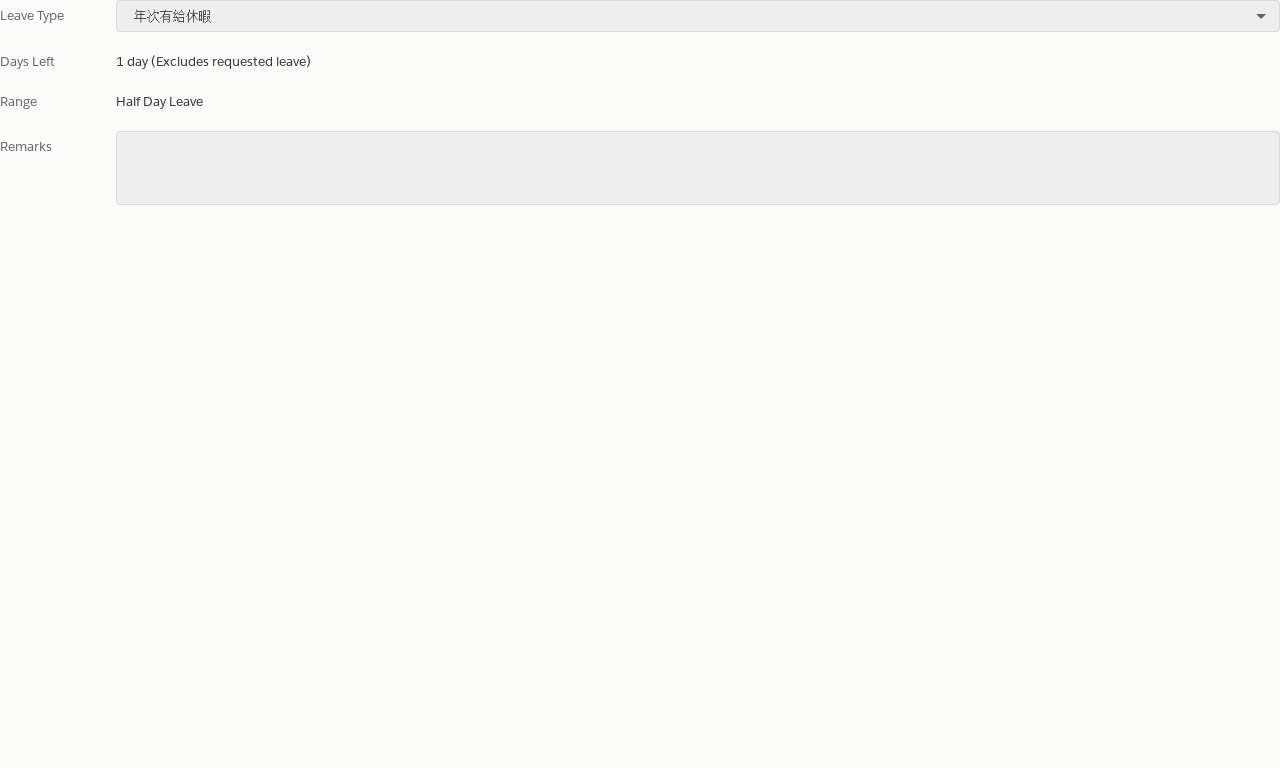 Leave Type
年次有給休暇
Days Left
1 day (Excludes requested leave)
Range
Half Day Leave
Remarks